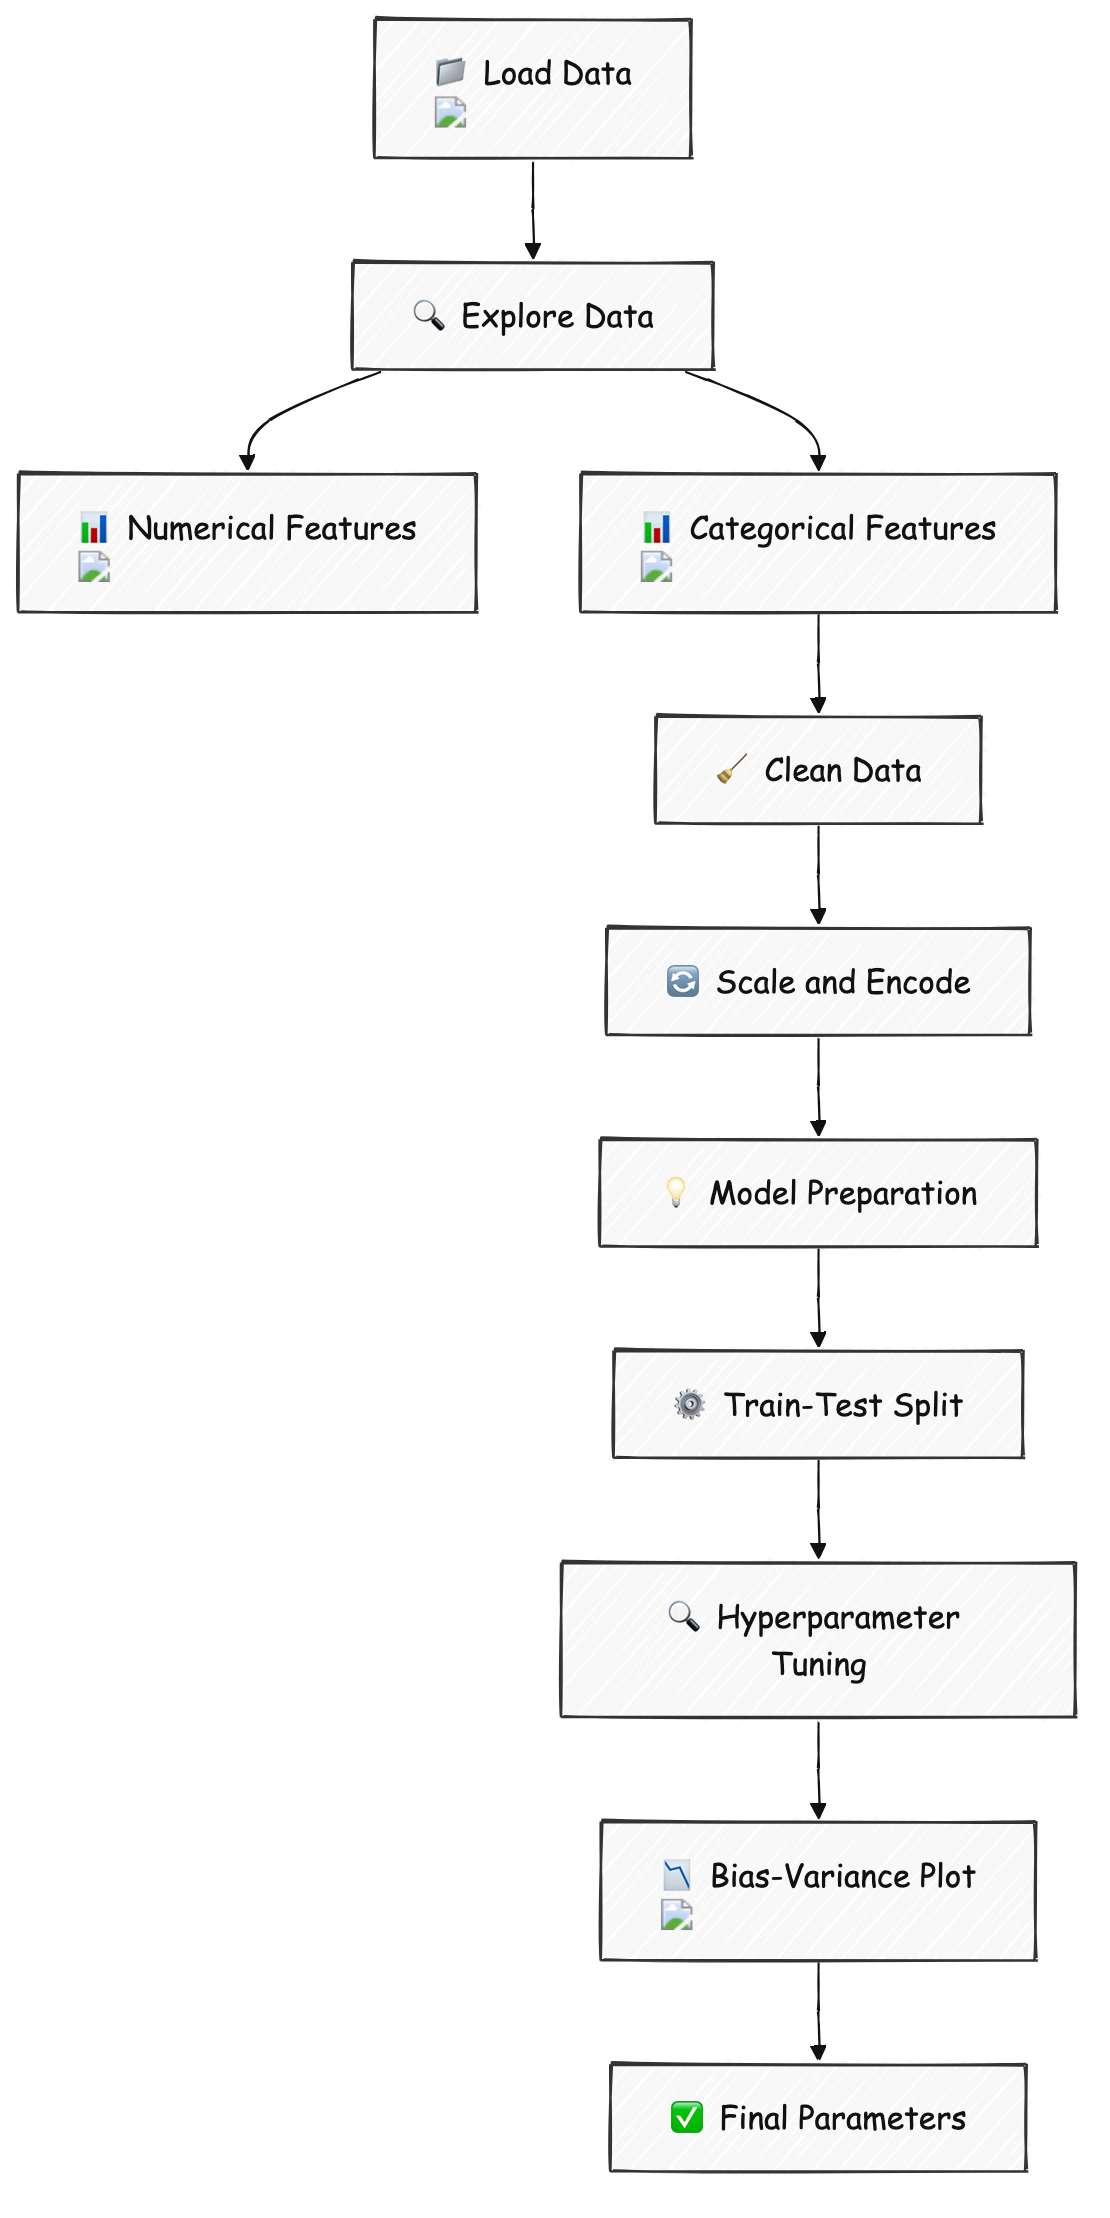 Load Data
Explore Data
Numerical Features
Categorical Features
Clean Data
Scale and Encode
Model Preparation
Train-Test Split
Hyperparameter
Tuning
Bias-Variance Plot
Final Parameters